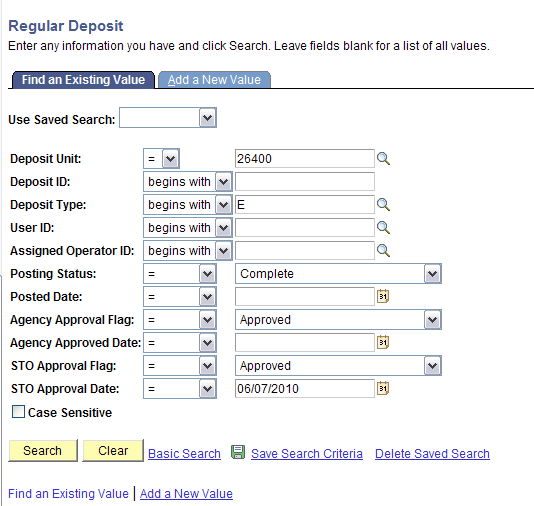 Regular Deposit
Enter any information you have and click Search. Leave fields blank for a list of all values.
Find an Existing Value Add a New Value
Use Saved Search:
Deposit Unit: = 26400
Deposit ID: begins with
Deposit Type: begins with E
User ID: begins with
Assigned Operator ID: begins with
Posting Status: = Complete
Posted Date: = 31
Agency Approval Flag: = Approved
Agency Approved Date: = 31
STO Approval Flag: = Approved
STO Approval Date: = 06/07/2010 31
Case Sensitive
Search Clear Basic Search Save Search Criteria Delete Saved Search
Find an Existing Value | Add a New Value